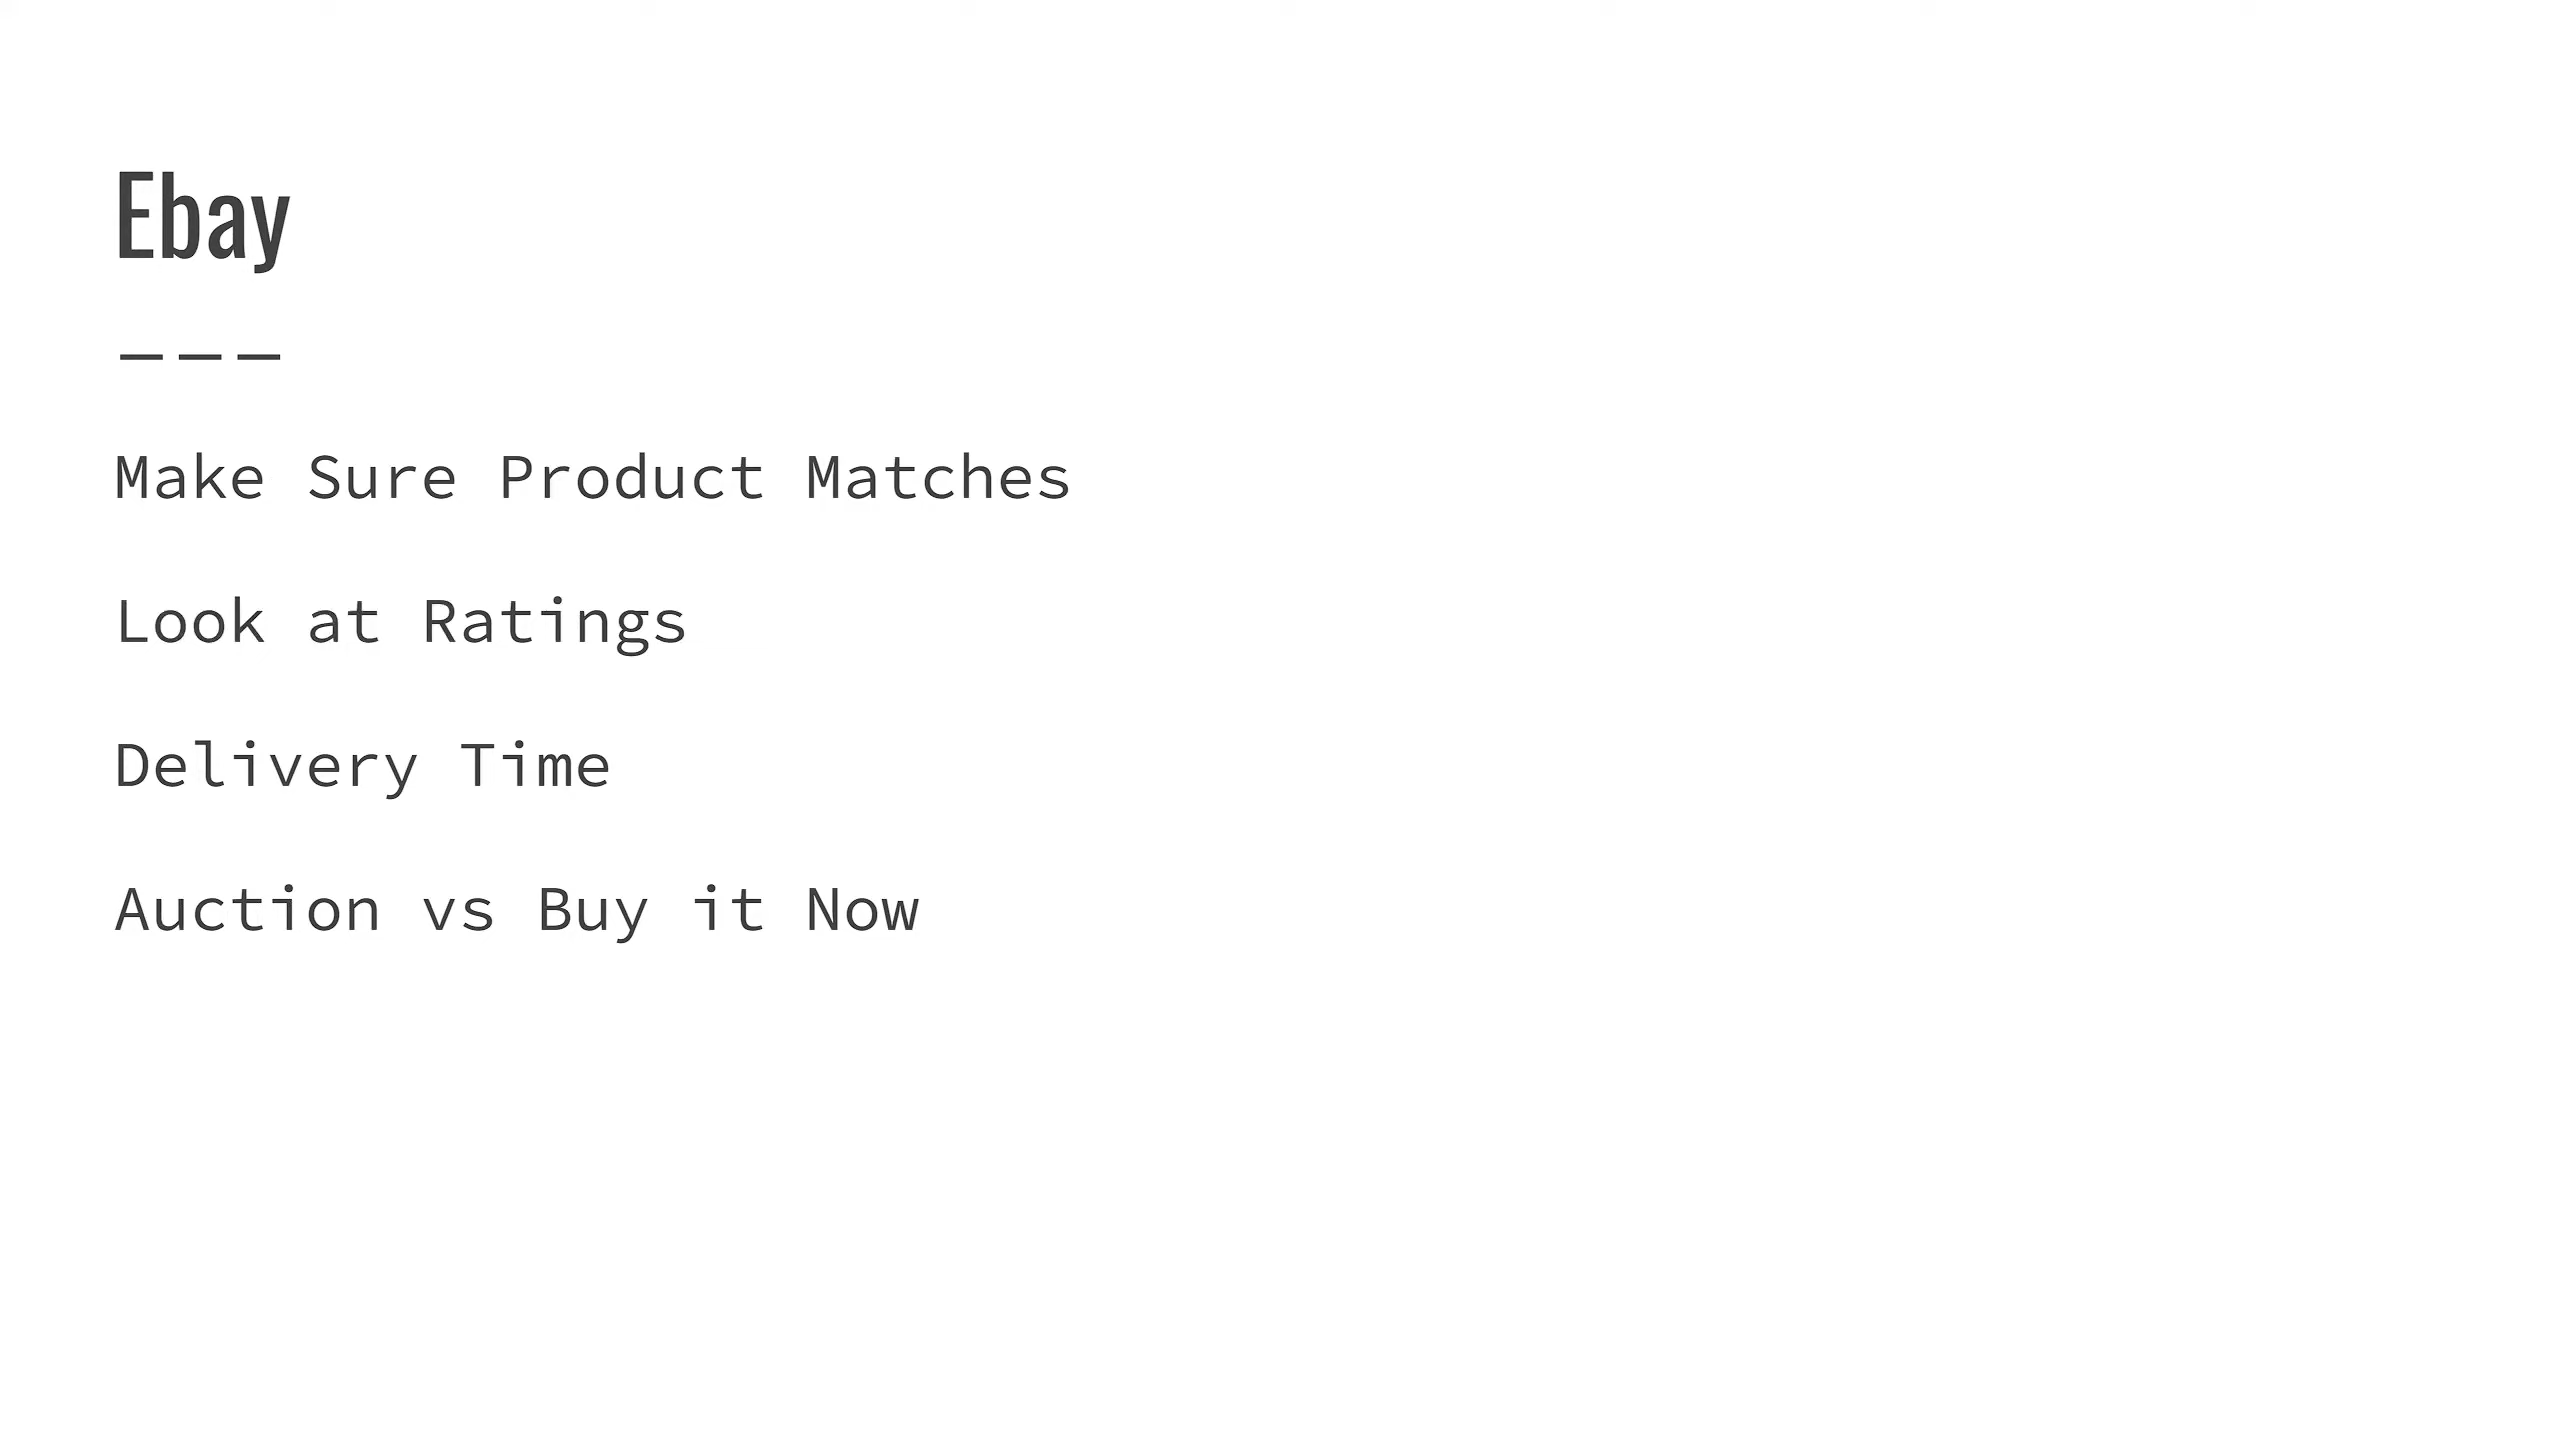 Ebay
———
Make Sure Product Matches
Look at Ratings
Delivery Time
Auction vs Buy it Now